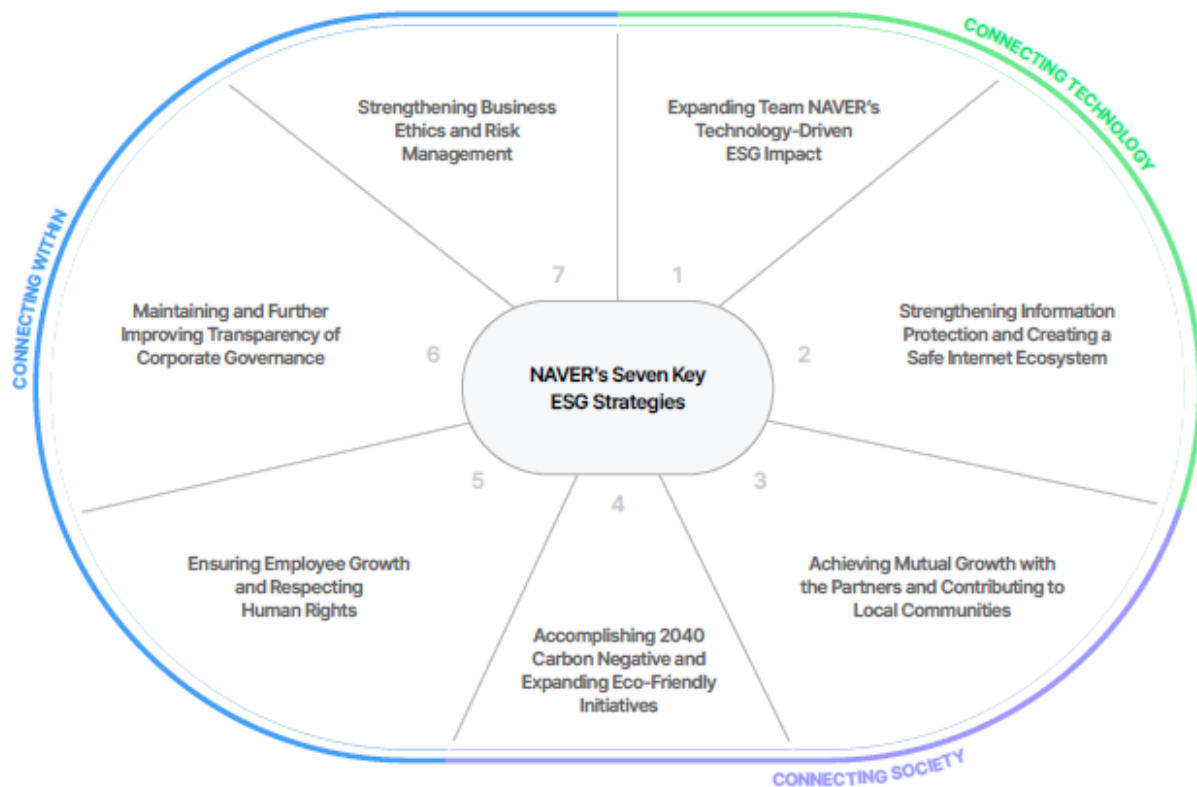 CONNECTING TECHNOLOGY
CONNECTING WITHIN
CONNECTING SOCIETY
NAVER's Seven Key
ESG Strategies
1
Expanding Team NAVER's
Technology-Driven
ESG Impact
2
Strengthening Information
Protection and Creating a
Safe Internet Ecosystem
3
Achieving Mutual Growth with
the Partners and Contributing to
Local Communities
4
Accomplishing 2040
Carbon Negative and
Expanding Eco-Friendly
Initiatives
5
Ensuring Employee Growth
and Respecting
Human Rights
6
Maintaining and Further
Improving Transparency of
Corporate Governance
7
Strengthening Business
Ethics and Risk
Management